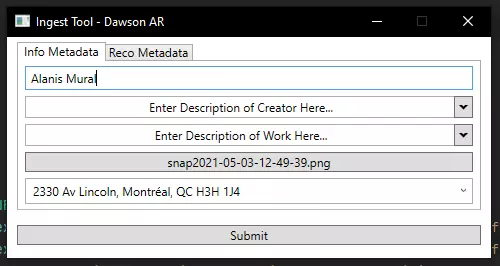 Ingest Tool - Dawson AR
Info Metadata Reco Metadata
Alanis Mural
Enter Description of Creator Here...
Enter Description of Work Here...
snap2021-05-03-12-49-39.png
2330 Av Lincoln, Montréal, QC H3H 1J4
Submit